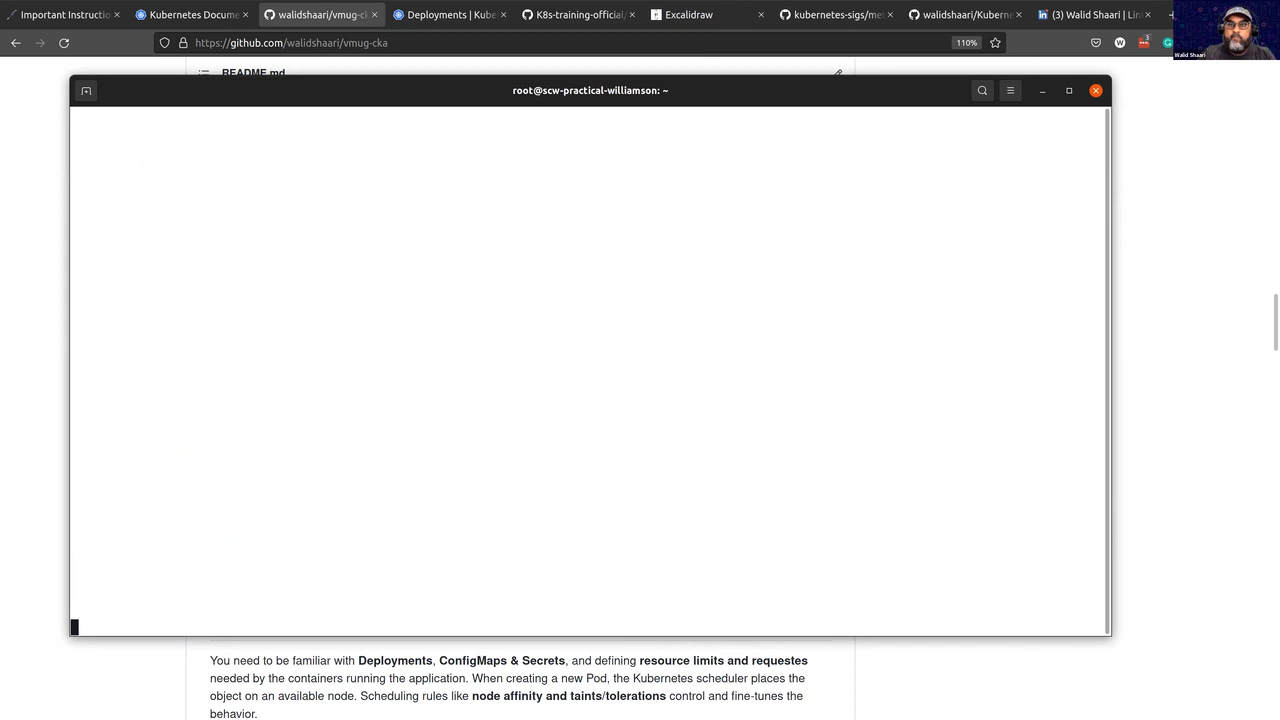 Important Instructio
Kubernetes Docume
walidshaari/vmug-ck
Deployments | Kube
K8s-training-official/
Excalidraw
kubernetes-sigs/me
walidshaari/Kubern
(3) Walid Shaari | Lin
https://github.com/walidshaari/vmug-cka
110%
Walid Shaari
README.md
root@scw-practical-williamson: ~
You need to be familiar with Deployments, ConfigMaps & Secrets, and defining resource limits and requestes
needed by the containers running the application. When creating a new Pod, the Kubernetes scheduler places the
object on an available node. Scheduling rules like node affinity and taints/tolerations control and fine-tunes the
behavior.